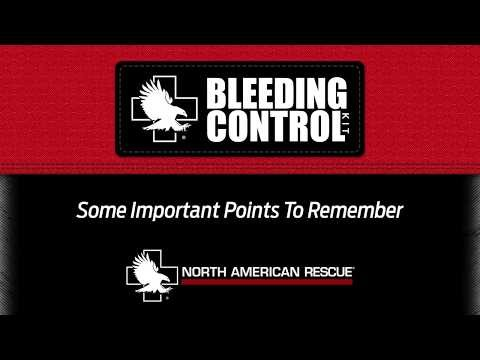 BLEEDING
CONTROL KIT
®
Some Important Points To Remember
NORTH AMERICAN RESCUE®
®